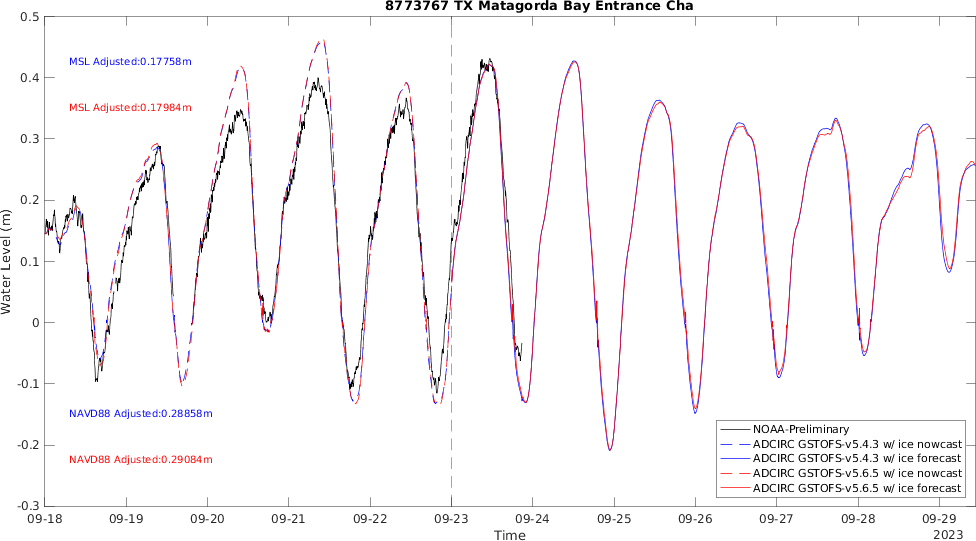 8773767 TX Matagorda Bay Entrance Cha
0.5
0.4
0.3
0.2
0.1
0
-0.1
-0.2
-0.3
Water Level (m)
MSL Adjusted:0.17758m
MSL Adjusted:0.17984m
NAVD88 Adjusted:0.28858m
NAVD88 Adjusted:0.29084m
NOAA-Preliminary
ADCIRC GSTOFS-v5.4.3 w/ ice nowcast
ADCIRC GSTOFS-v5.4.3 w/ ice forecast
ADCIRC GSTOFS-v5.6.5 w/ ice nowcast
ADCIRC GSTOFS-v5.6.5 w/ ice forecast
09-18 09-19 09-20 09-21 09-22 09-23 09-24 09-25 09-26 09-27 09-28 09-29
Time
2023